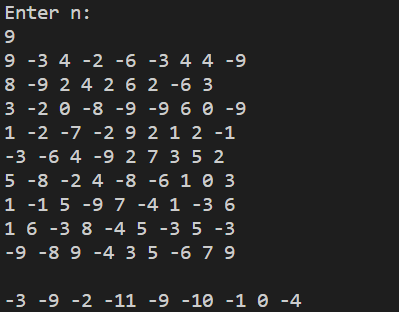 Enter n:
9
9 -3 4 -2 -6 -3 4 4 -9
8 -9 2 4 2 6 2 -6 3
3 -2 0 -8 -9 -9 6 0 -9
1 -2 -7 -2 9 2 1 2 -1
-3 -6 4 -9 2 7 3 5 2
5 -8 -2 4 -8 -6 1 0 3
1 -1 5 -9 7 -4 1 -3 6
1 6 -3 8 -4 5 -3 5 -3
-9 -8 9 -4 3 5 -6 7 9
-3 -9 -2 -11 -9 -10 -1 0 -4